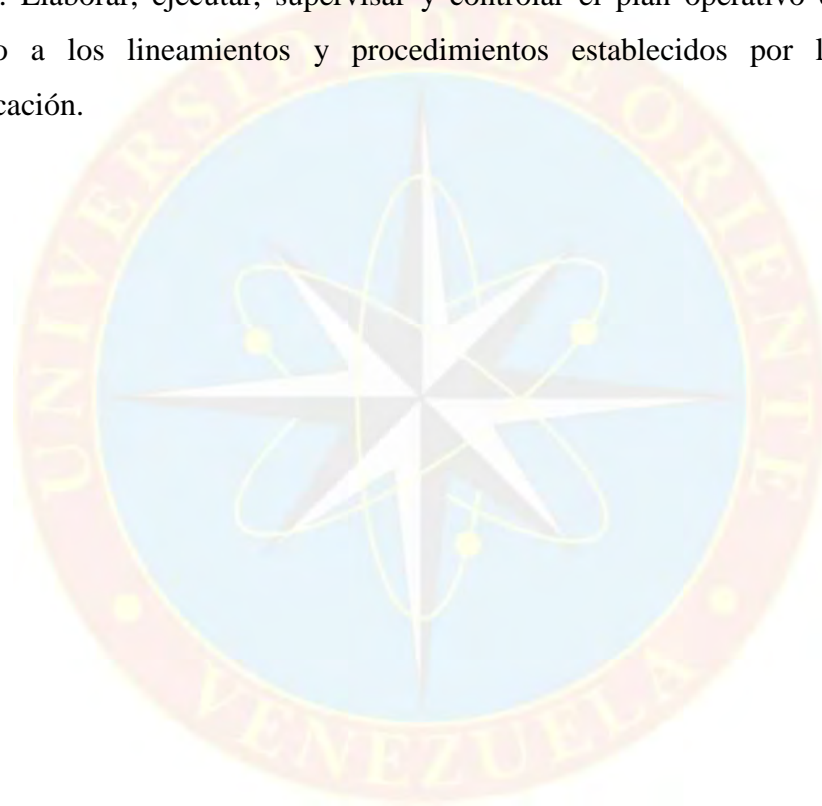 . Elaborar, ejecutar, supervisar y controlar el plan operativo
o a los lineamientos y procedimientos establecidos por
cación.
UNIVERSIDAD DE ORIENTE
VENEZUELA